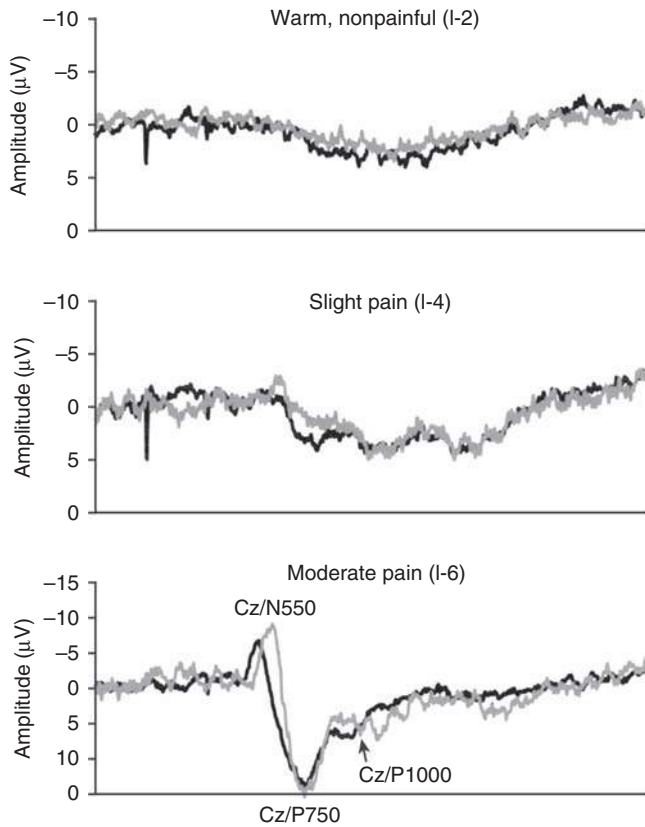 Warm, nonpainful (I-2)
–10
–5
0
5
0
Amplitude (µV)
Slight pain (I-4)
–10
–5
0
5
0
Amplitude (µV)
Moderate pain (I-6)
–15
–10
–5
0
5
10
0
Amplitude (µV)
Cz/N550
Cz/P1000
Cz/P750